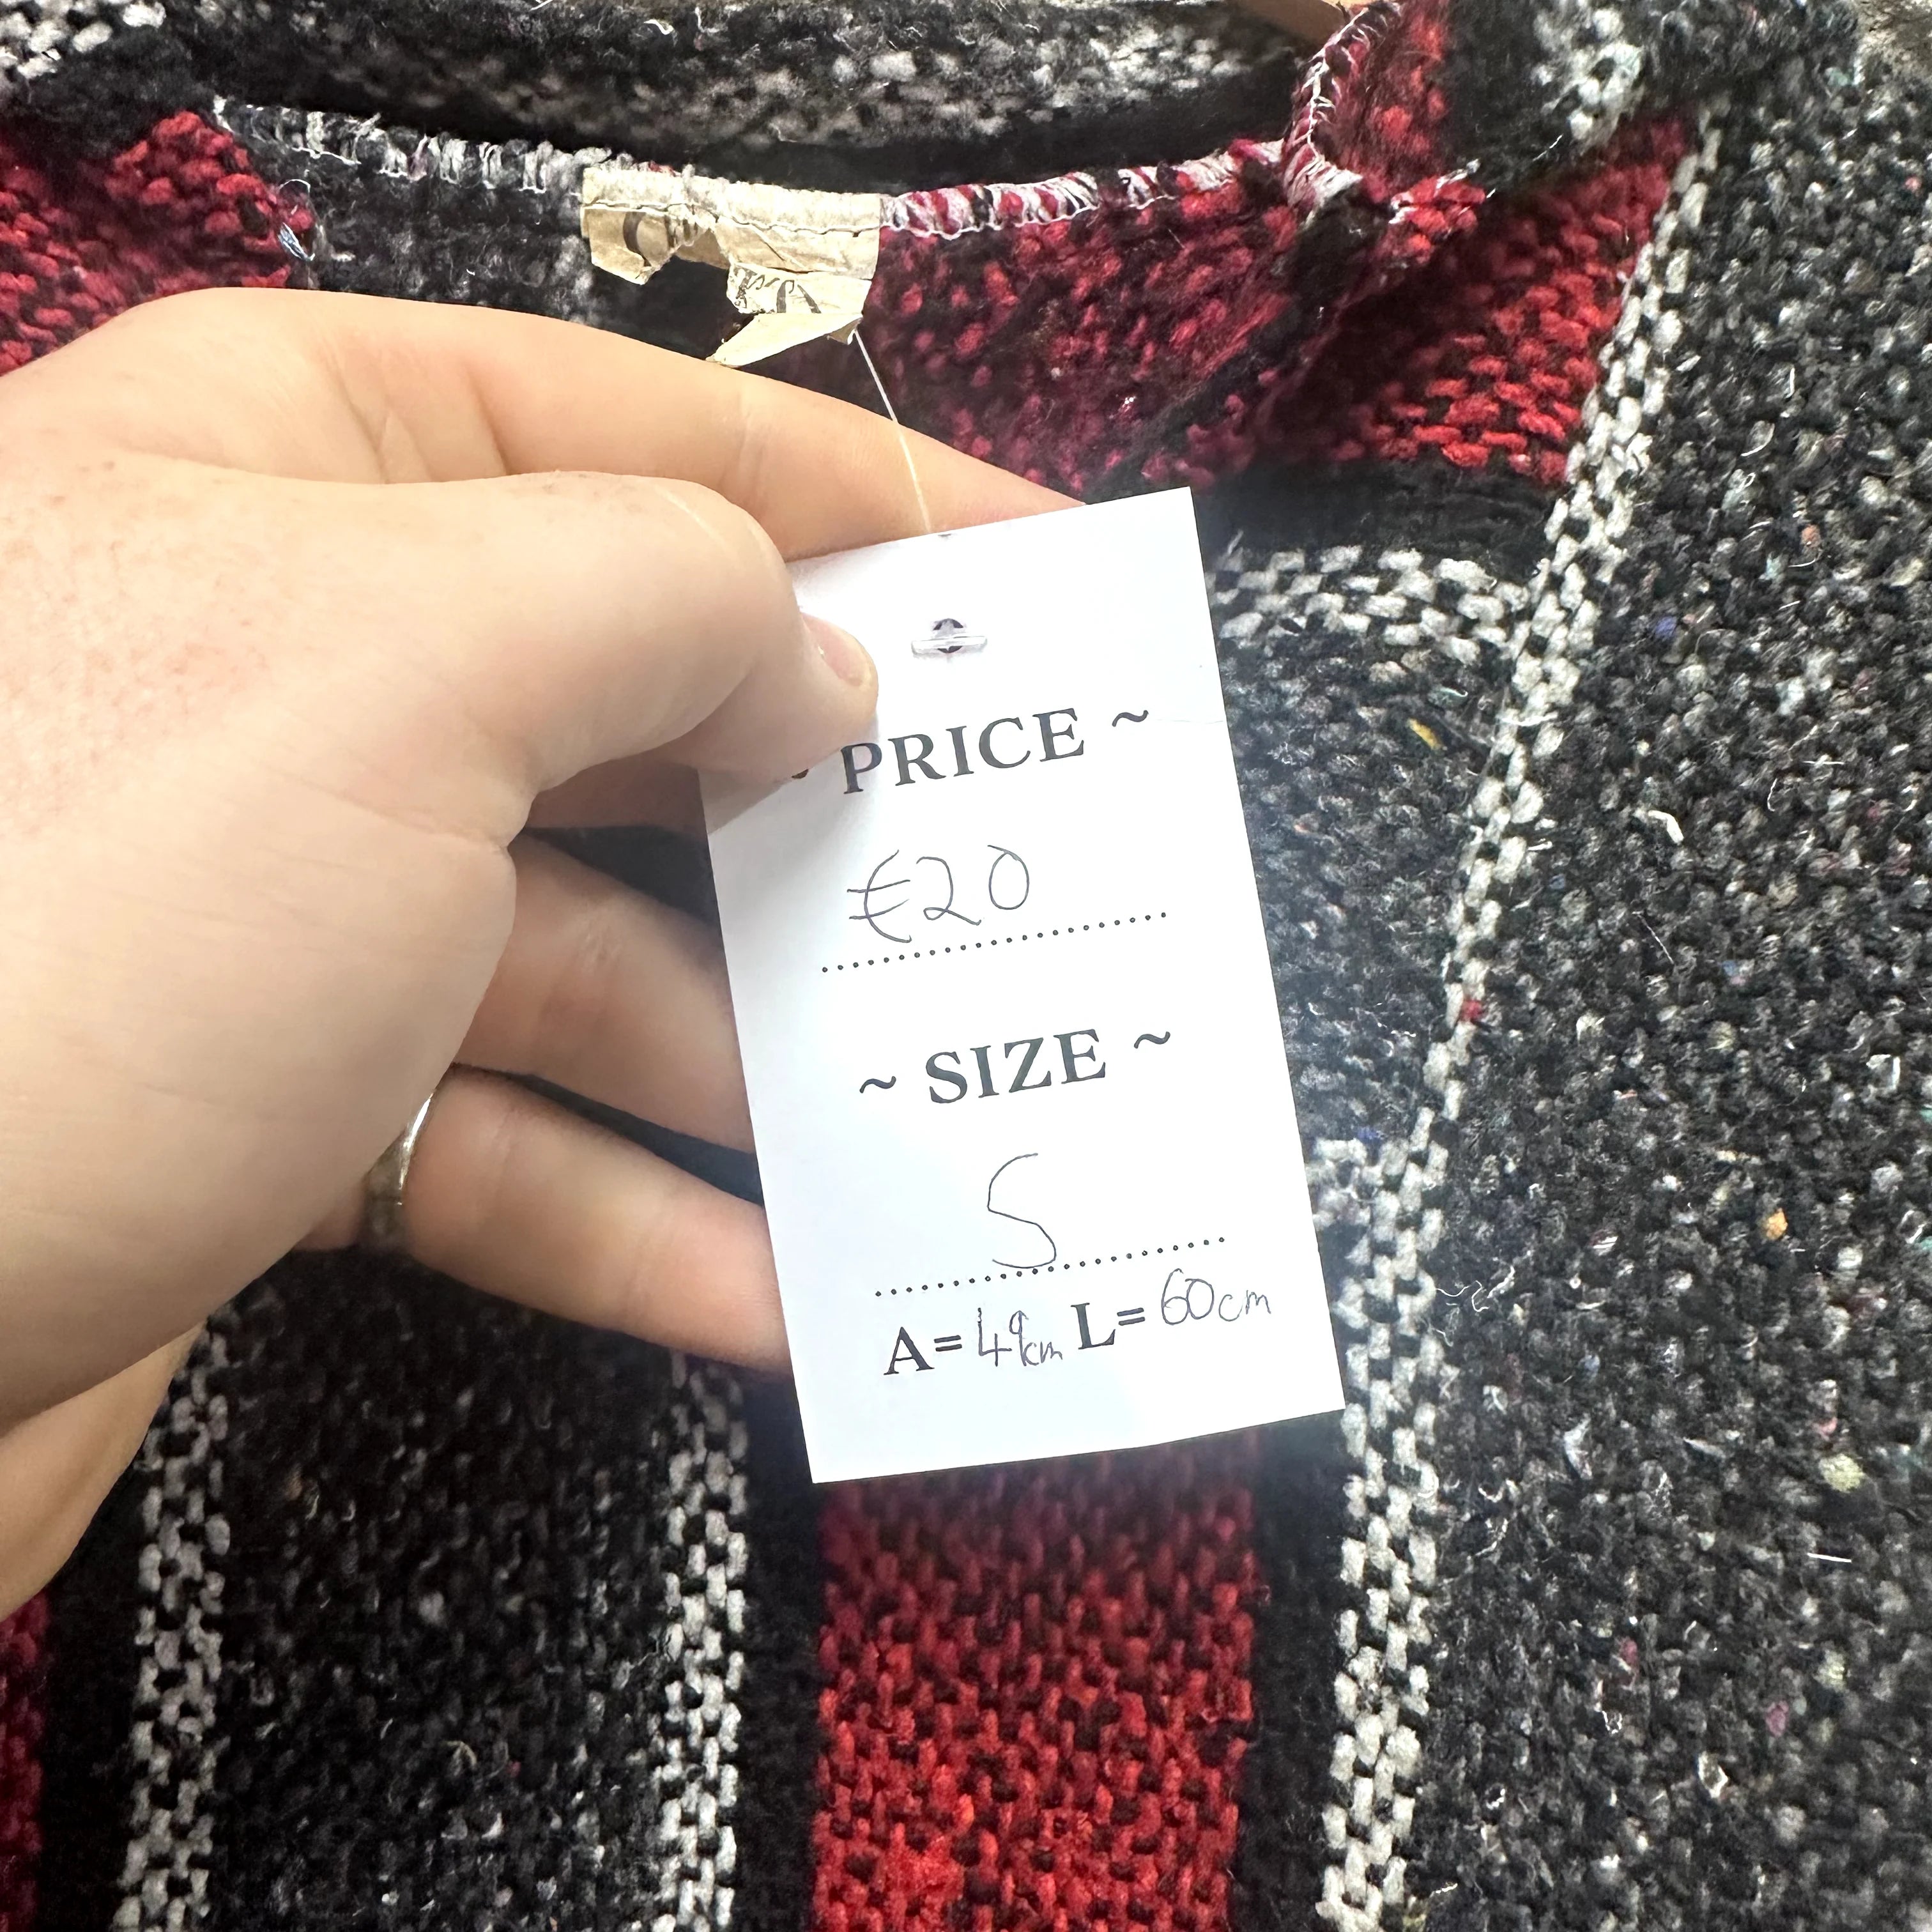 PRICE ~
€20
~ SIZE ~
S
A= 49cm L= 60cm